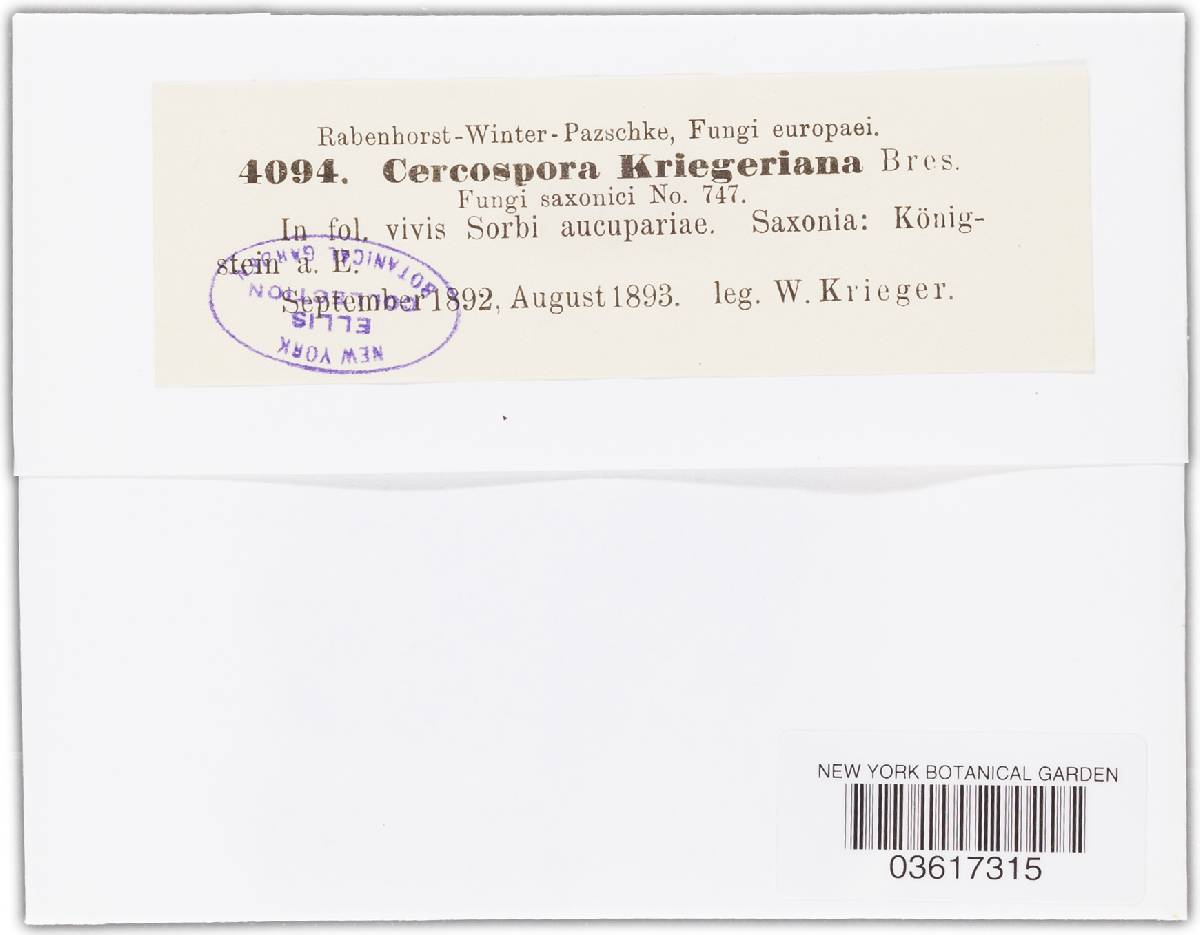 Rabenhorst-Winter-Pazschke, Fungi europaei.
4094. Cercospora Kriegeriana Bres.
Fungi saxonici No. 747.
In fol. vivis Sorbi aucupariae. Saxonia: König-
stein a. E.
September 1892, August 1893. leg. W. Krieger.
NEW YORK
ELLIS
COLLECTION
BOTANICAL GARDEN
NEW YORK BOTANICAL GARDEN
03617315